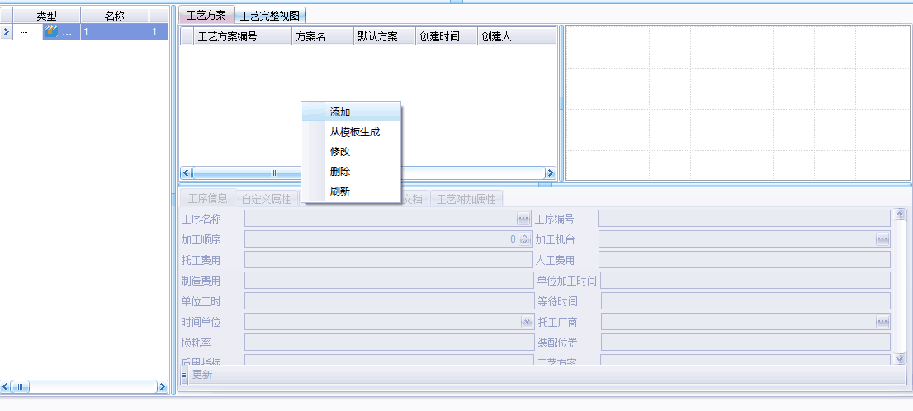 类型 名称
... ... 1 1
工艺方案 工艺完整视图
工艺方案编号 方案名 默认方案 创建时间 创建人
添加
从模板生成
修改
删除
刷新
工序信息 自定义属性 文档 工艺附加属性
工序名称 工序编号
加工顺序 0 加工机台
托工费用 人工费用
制造费用 单位加工时间
单位工时 等待时间
时间单位 托工厂商
损耗率 装配位置
工艺方案
更新